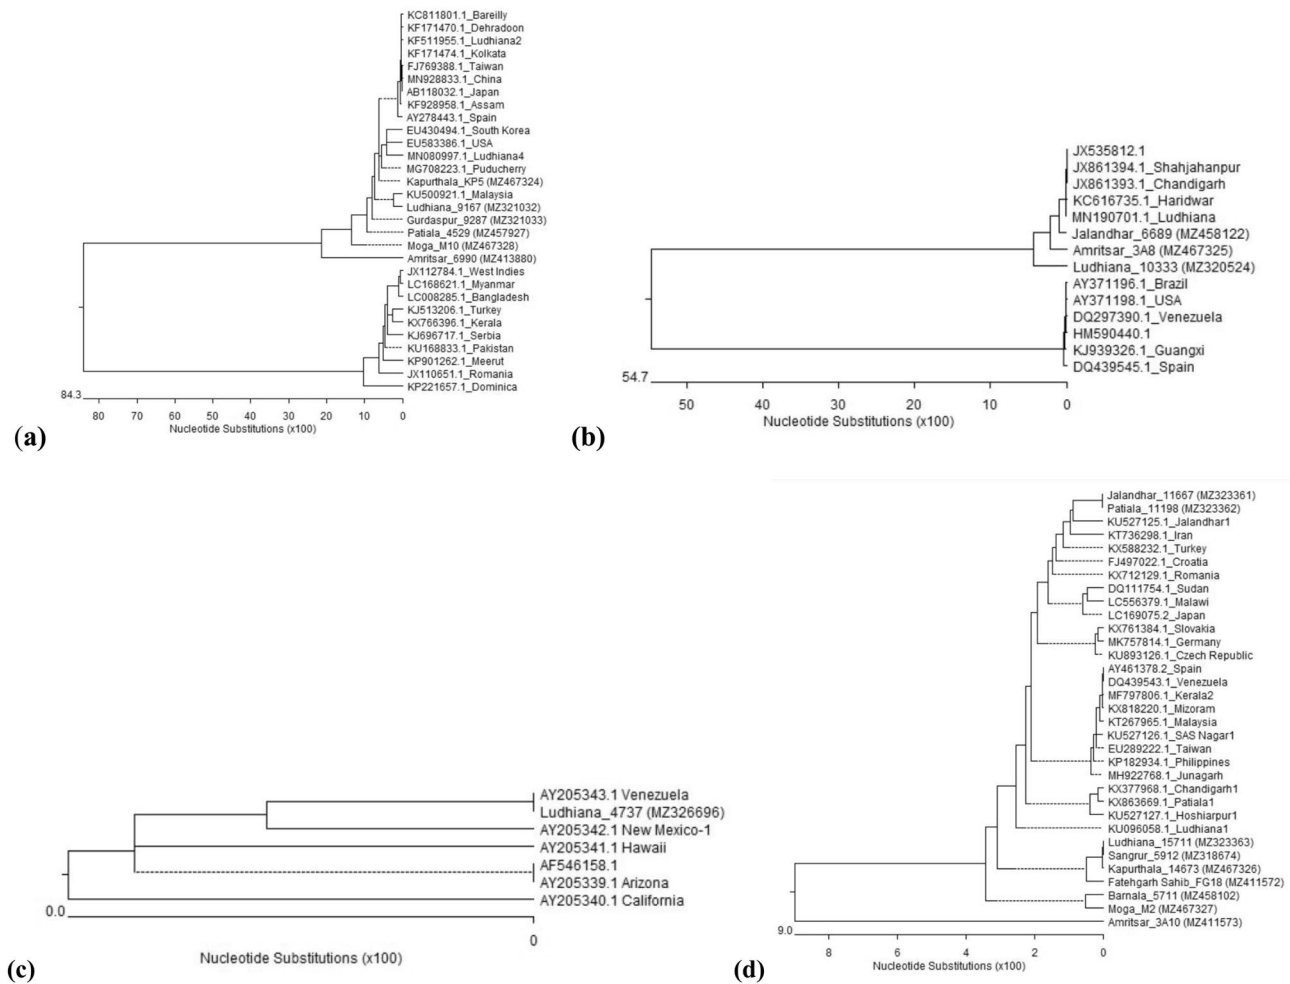 KC811801.1_Bareilly
KF171470.1_Dehradoon
KF511955.1_Ludhiana2
KF171474.1_Kolkata
FJ769388.1_Taiwan
MN928833.1_China
AB118032.1_Japan
KF928958.1_Assam
AY278443.1_Spain
EU430494.1_South Korea
EU583386.1_USA
MN080997.1_Ludhiana4
MG708223.1_Puducherry
Kapurthala_KP5 (MZ467324)
KU500921.1_Malaysia
Ludhiana_9167 (MZ321032)
Gurdaspur_9287 (MZ321033)
Patiala_4529 (MZ457927)
Moga_M10 (MZ467328)
Amritsar_6990 (MZ413880)
JX112784.1_West Indies
LC168621.1_Myanmar
LC008285.1_Bangladesh
KJ513206.1_Turkey
KX766396.1_Kerala
KJ696717.1_Serbia
KU168833.1_Pakistan
KP901262.1_Meerut
JX110651.1_Romania
KP221657.1_Dominica
84.3
80 70 60 50 40 30 20 10 0
Nucleotide Substitutions (x100)
(a)
JX535812.1
JX861394.1_Shahjahanpur
JX861393.1_Chandigarh
KC616735.1_Haridwar
MN190701.1_Ludhiana
Jalandhar_6689 (MZ458122)
Amritsar_3A8 (MZ467325)
Ludhiana_10333 (MZ320524)
AY371196.1_Brazil
AY371198.1_USA
DQ297390.1_Venezuela
HM590440.1
KJ939326.1_Guangxi
DQ439545.1_Spain
54.7
50 40 30 20 10 0
Nucleotide Substitutions (x100)
(b)
AY205343.1 Venezuela
Ludhiana_4737 (MZ326696)
AY205342.1 New Mexico-1
AY205341.1 Hawaii
AF546158.1
AY205339.1 Arizona
AY205340.1 California
0.0
0
Nucleotide Substitutions (x100)
(c)
Jalandhar_11667 (MZ323361)
Patiala_11198 (MZ323362)
KU527125.1_Jalandhar1
KT736298.1_Iran
KX588232.1_Turkey
FJ497022.1_Croatia
KX712129.1_Romania
DQ111754.1_Sudan
LC556379.1_Malawi
LC169075.2_Japan
KX761384.1_Slovakia
MK757814.1_Germany
KU893126.1_Czech Republic
AY461378.2_Spain
DQ439543.1_Venezuela
MF797806.1_Kerala2
KX818220.1_Mizoram
KT267965.1_Malaysia
KU527126.1_SAS Nagar1
EU289222.1_Taiwan
KP182934.1_Philippines
MH922768.1_Junagarh
KX377968.1_Chandigarh1
KX863669.1_Patiala1
KU527127.1_Hoshiarpur1
KU096058.1_Ludhiana1
Ludhiana_15711 (MZ323363)
Sangrur_5912 (MZ318674)
Kapurthala_14673 (MZ467326)
Fatehgarh Sahib_FG18 (MZ411572)
Barnala_5711 (MZ458102)
Moga_M2 (MZ467327)
Amritsar_3A10 (MZ411573)
9.0
8 6 4 2 0
Nucleotide Substitutions (x100)
(d)